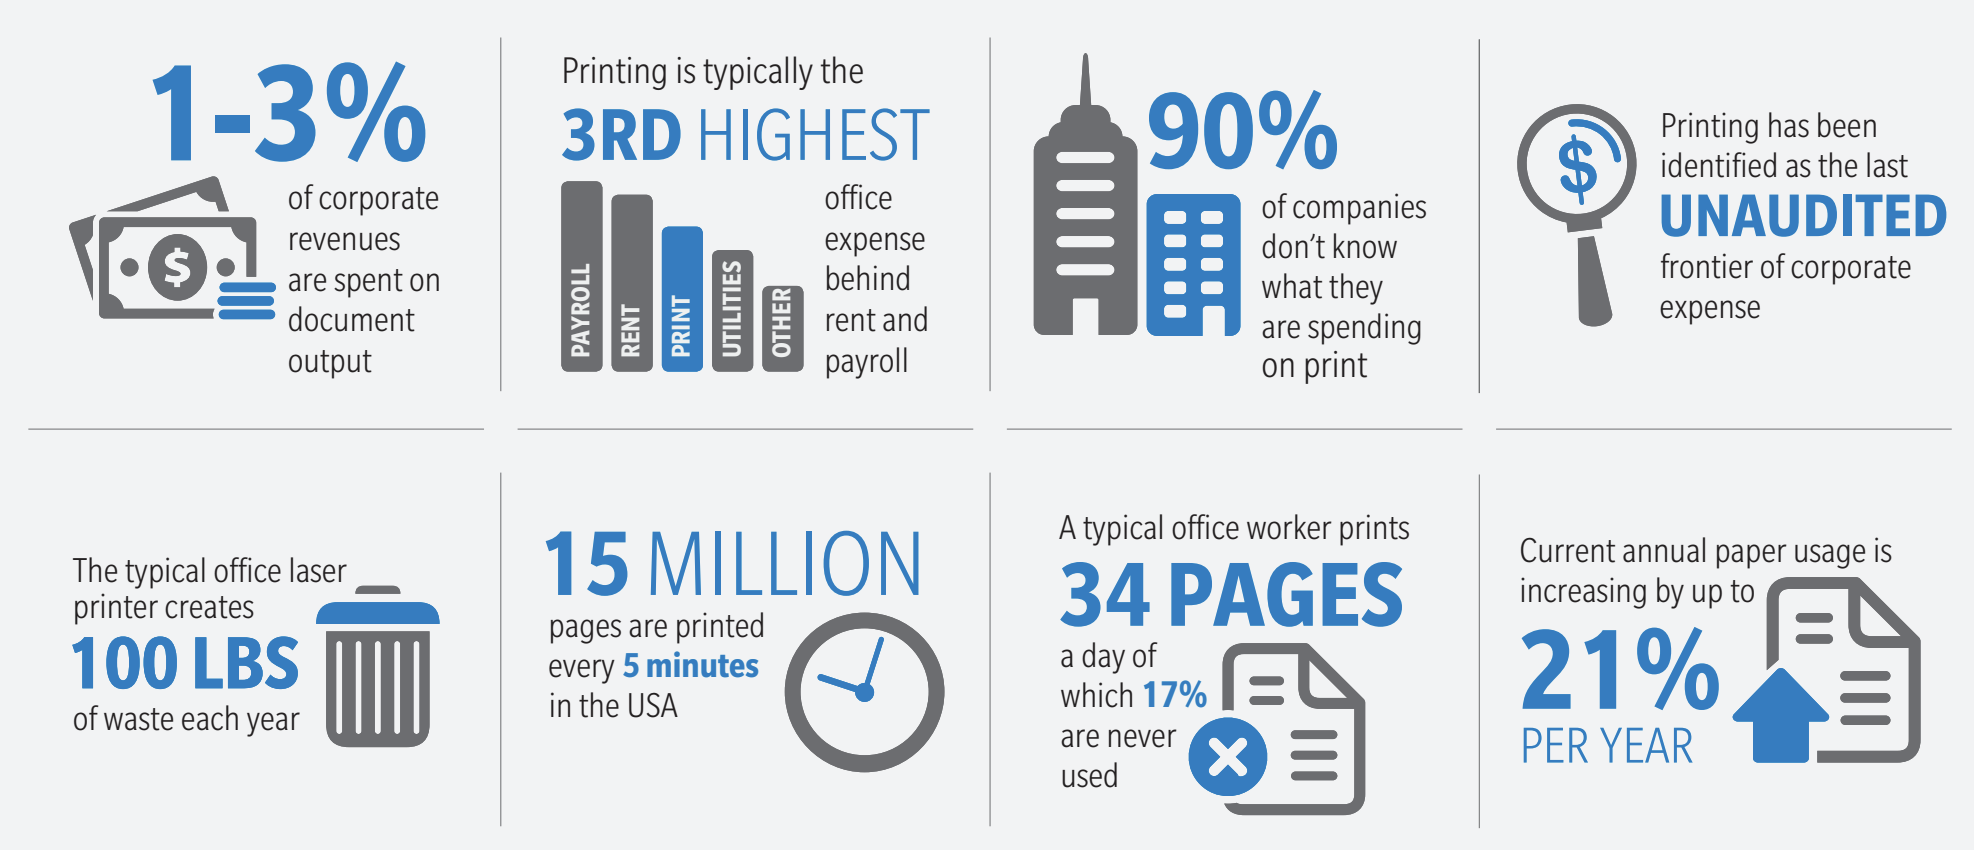 1-3%
$
of corporate
revenues
are spent on
document
output
Printing is typically the
3RD HIGHEST
PAYROLL
RENT
PRINT
UTILITIES
OTHER
office
expense
behind
rent and
payroll
90%
of companies
don't know
what they
are spending
on print
$
Printing has been
identified as the last
UNAUDITED
frontier of corporate
expense
The typical office laser
printer creates
100 LBS
of waste each year
15 MILLION
pages are printed
every 5 minutes
in the USA
A typical office worker prints
34 PAGES
a day of
which 17%
are never
used
Current annual paper usage is
increasing by up to
21%
PER YEAR